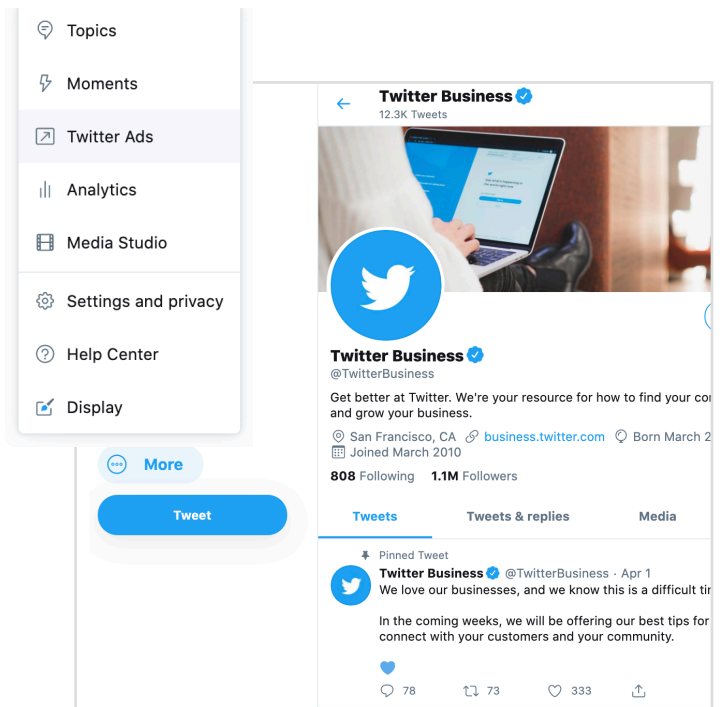 Topics
Moments
Twitter Ads
Analytics
Media Studio
Settings and privacy
Help Center
Display
More
Tweet
Twitter Business
12.3K Tweets
Twitter Business
@TwitterBusiness
Get better at Twitter. We're your resource for how to find your
and grow your business.
San Francisco, CA business.twitter.com Born March 2
Joined March 2010
808 Following 1.1M Followers
Tweets Tweets & replies Media
Pinned Tweet
Twitter Business @TwitterBusiness · Apr 1
We love our businesses, and we know this is a difficult
In the coming weeks, we will be offering our best tips for
connect with your customers and your community.
78 73 333